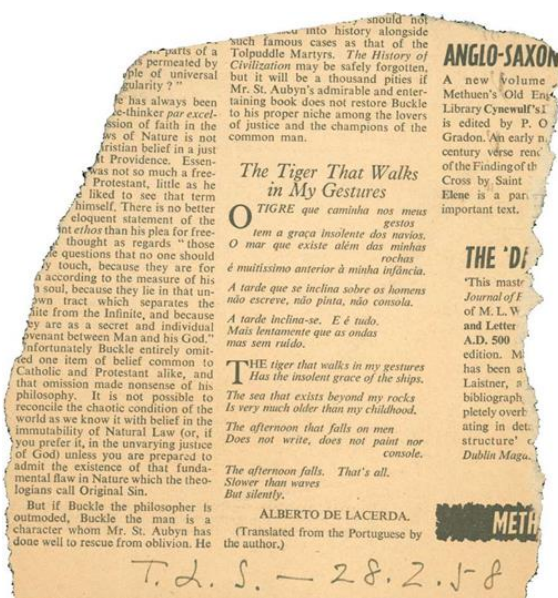 parts of a
permeated by
ple of universal
gularity ? "
e has always been
e-thinker par excel-
ssion of faith in the
ws of Nature is not
ristian belief in a just
t Providence. Essen-
was not so much a free-
Protestant, little as he
liked to see that term
himself. There is no better
eloquent statement of the
nt ethos than his plea for free-
thought as regards " those
e questions that no one should
y touch, because they are for
according to the measure of his
soul, because they lie in that un-
own tract which separates the
ite from the Infinite, and because
ey are as a secret and individual
ovenant between Man and his God."
nfortunately Buckle entirely omit-
ed one item of belief common to
Catholic and Protestant alike, and
that omission made nonsense of his
philosophy. It is not possible to
reconcile the chaotic condition of the
world as we know it with belief in the
immutability of Natural Law (or, if
you prefer it, in the unvarying justice
of God) unless you are prepared to
admit the existence of that funda-
mental flaw in Nature which the theo-
logians call Original Sin.
But if Buckle the philosopher is
outmoded, Buckle the man is a
character whom Mr. St. Aubyn has
done well to rescue from oblivion. He
should not
into history alongside
such famous cases as that of the
Tolpuddle Martyrs. The History of
Civilization may be safely forgotten,
but it will be a thousand pities if
Mr. St. Aubyn's admirable and enter-
taining book does not restore Buckle
to his proper niche among the lovers
of justice and the champions of the
common man.
The Tiger That Walks
in My Gestures
O TIGRE que caminha nos meus
gestos
tem a graça insolente dos navios.
O mar que existe além das minhas
rochas
é muitíssimo anterior à minha infância.
A tarde que se inclina sobre os homens
não escreve, não pinta, não consola.
A tarde inclina-se. E é tudo.
Mais lentamente que as ondas
mas sem ruído.
THE tiger that walks in my gestures
Has the insolent grace of the ships.
The sea that exists beyond my rocks
Is very much older than my childhood.
The afternoon that falls on men
Does not write, does not paint nor
console.
The afternoon falls. That's all.
Slower than waves
But silently.
ALBERTO DE LACERDA.
(Translated from the Portuguese by
the author.)
ANGLO-SAXON
A new volume
Methuen's Old Eng
Library Cynewulf's
is edited by P. O.
Gradon. An early n
century verse ren
of the Finding of th
Cross by Saint
Elene is a par
important text.
THE 'D
'This mast
Journal of E
of M. L. W
and Letter
A.D. 500
edition. M
has been a
Laistner, a
bibliograph
pletely overh
ating in det
structure' c
Dublin Maga.
METH
T. L. S. — 28.2.58